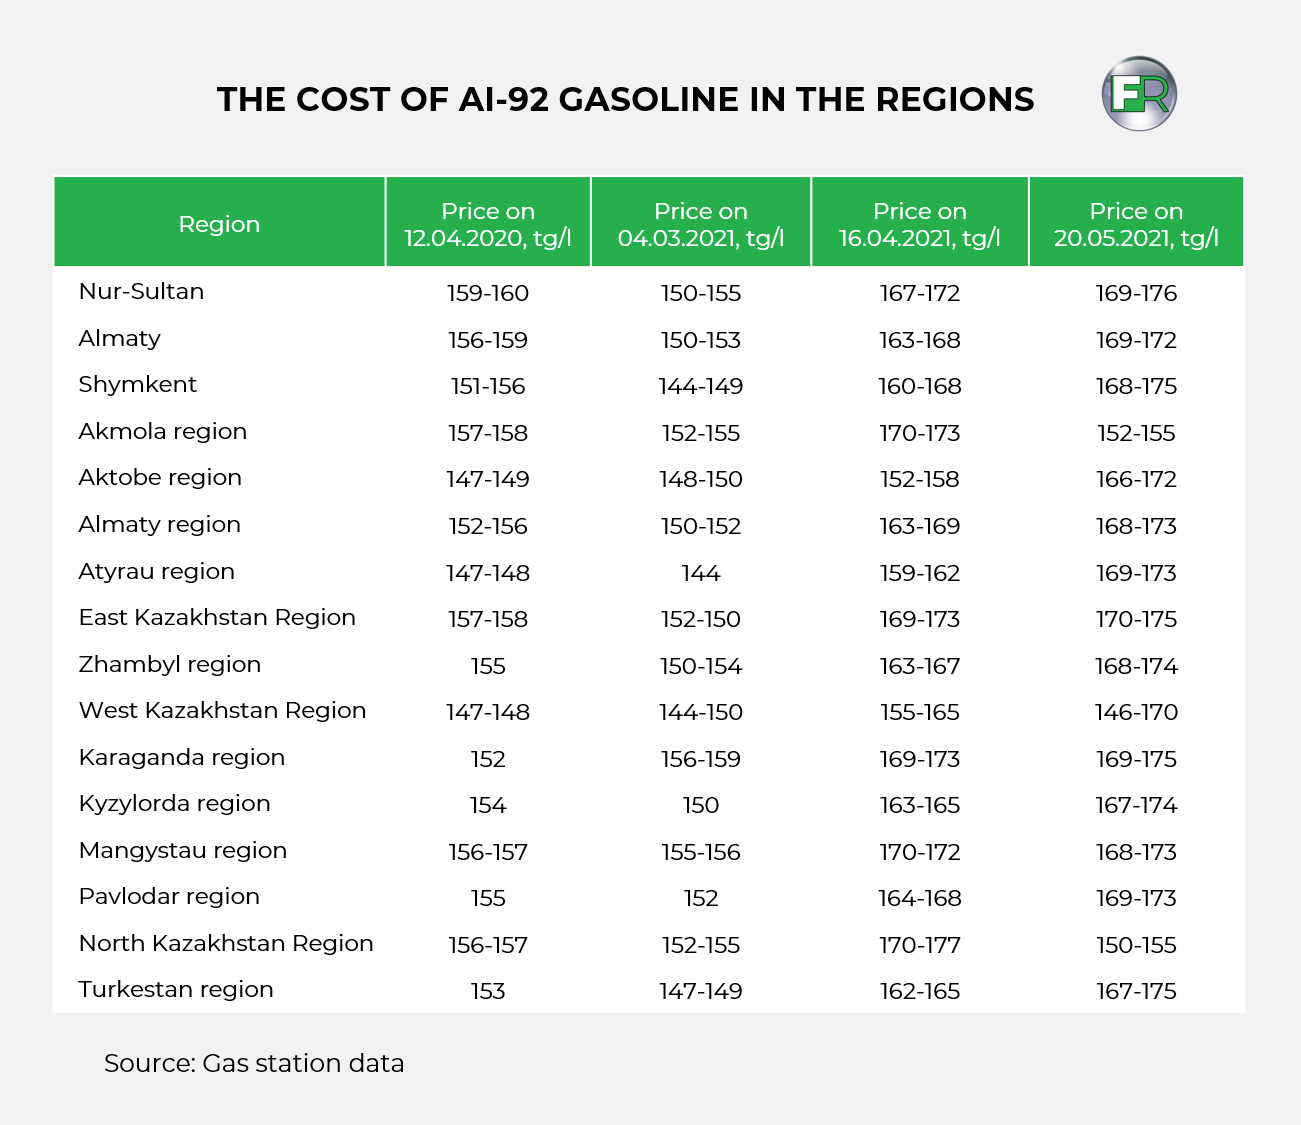 THE COST OF AI-92 GASOLINE IN THE REGIONS
FR
Region Price on 12.04.2020, tg/l Price on 04.03.2021, tg/l Price on 16.04.2021, tg/l Price on 20.05.2021, tg/l
Nur-Sultan 159-160 150-155 167-172 169-176
Almaty 156-159 150-153 163-168 169-172
Shymkent 151-156 144-149 160-168 168-175
Akmola region 157-158 152-155 170-173 152-155
Aktobe region 147-149 148-150 152-158 166-172
Almaty region 152-156 150-152 163-169 168-173
Atyrau region 147-148 144 159-162 169-173
East Kazakhstan Region 157-158 152-150 169-173 170-175
Zhambyl region 155 150-154 163-167 168-174
West Kazakhstan Region 147-148 144-150 155-165 146-170
Karaganda region 152 156-159 169-173 169-175
Kyzylorda region 154 150 163-165 167-174
Mangystau region 156-157 155-156 170-172 168-173
Pavlodar region 155 152 164-168 169-173
North Kazakhstan Region 156-157 152-155 170-177 150-155
Turkestan region 153 147-149 162-165 167-175
Source: Gas station data